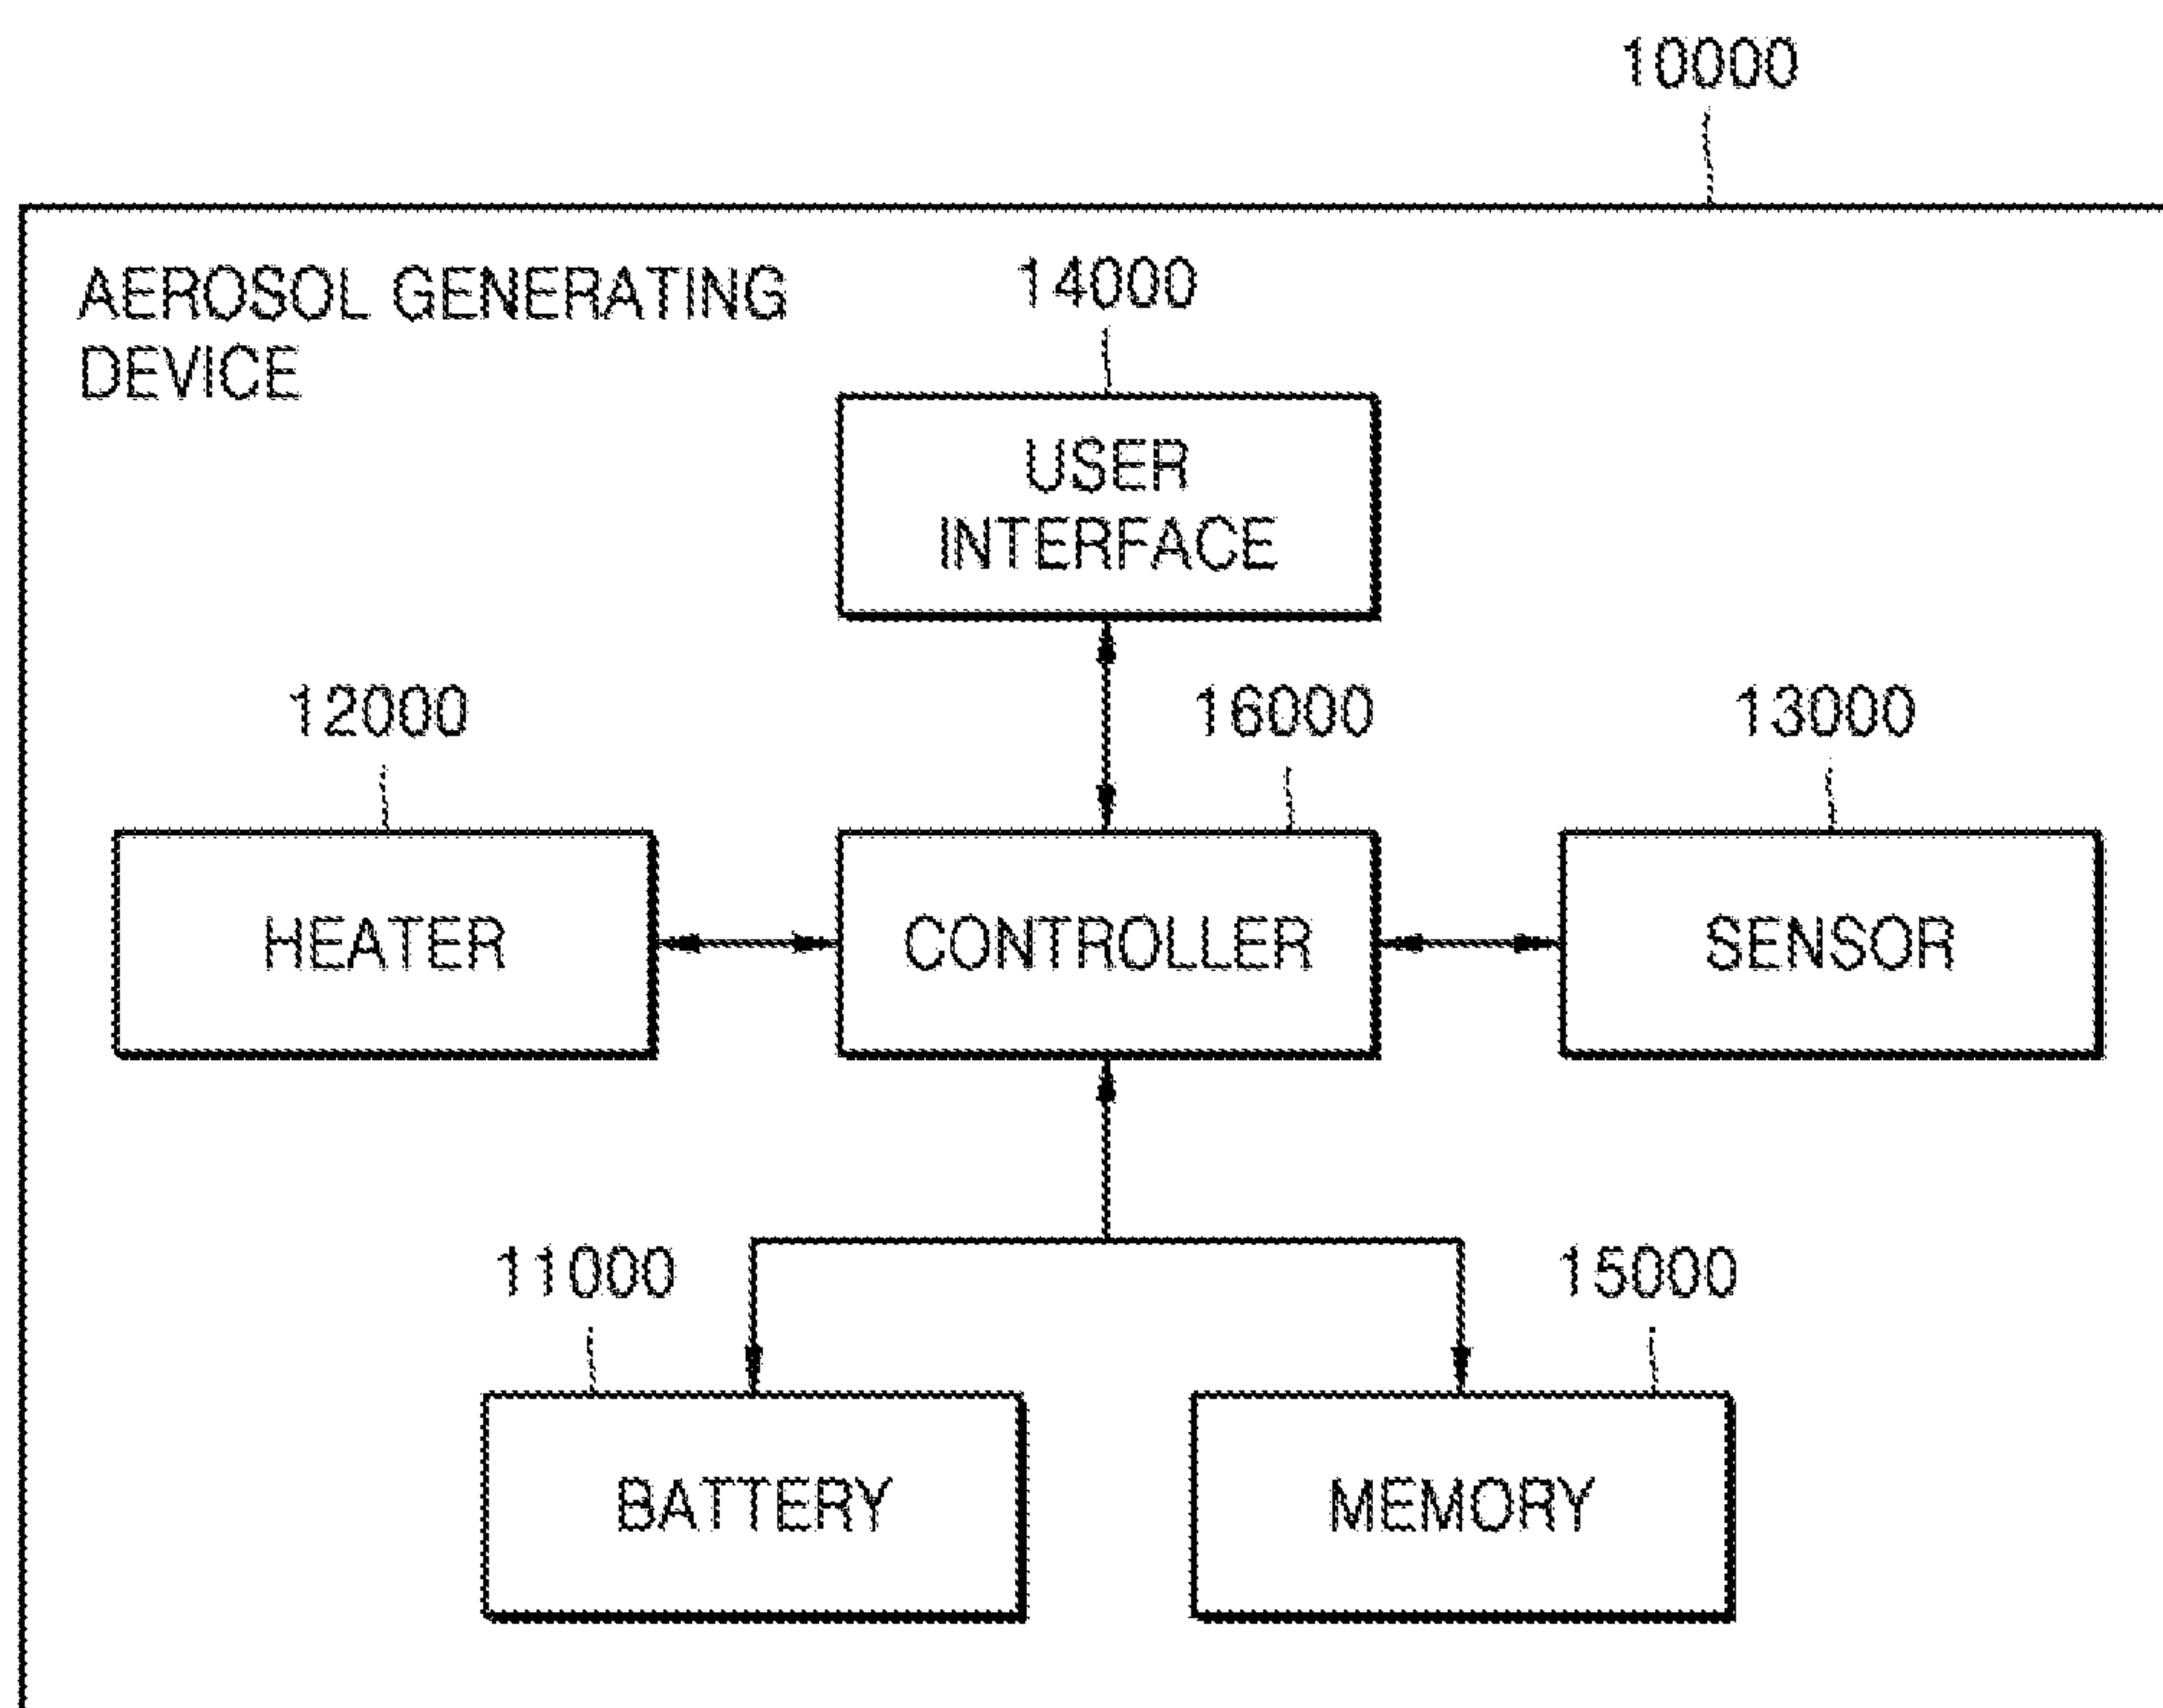 10000
AEROSOL GENERATING
DEVICE
14000
USER
INTERFACE
12000
16000
13000
HEATER
CONTROLLER
SENSOR
11000
15000
BATTERY
MEMORY